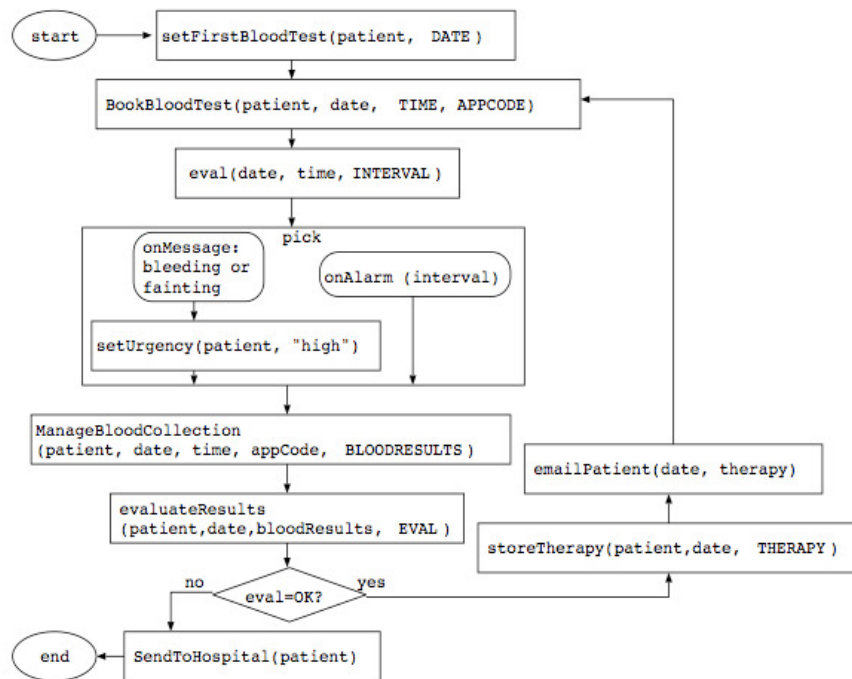 start
setFirstBloodTest(patient, DATE)
BookBloodTest(patient, date, TIME, APPCODE)
eval(date, time, INTERVAL)
pick
onMessage:
bleeding or
fainting
onAlarm (interval)
setUrgency(patient, "high")
ManageBloodCollection
(patient, date, time, appCode, BLOODRESULTS)
emailPatient(date, therapy)
evaluateResults
(patient,date,bloodResults, EVAL)
storeTherapy(patient,date, THERAPY)
no
yes
eval=OK?
end
SendToHospital(patient)